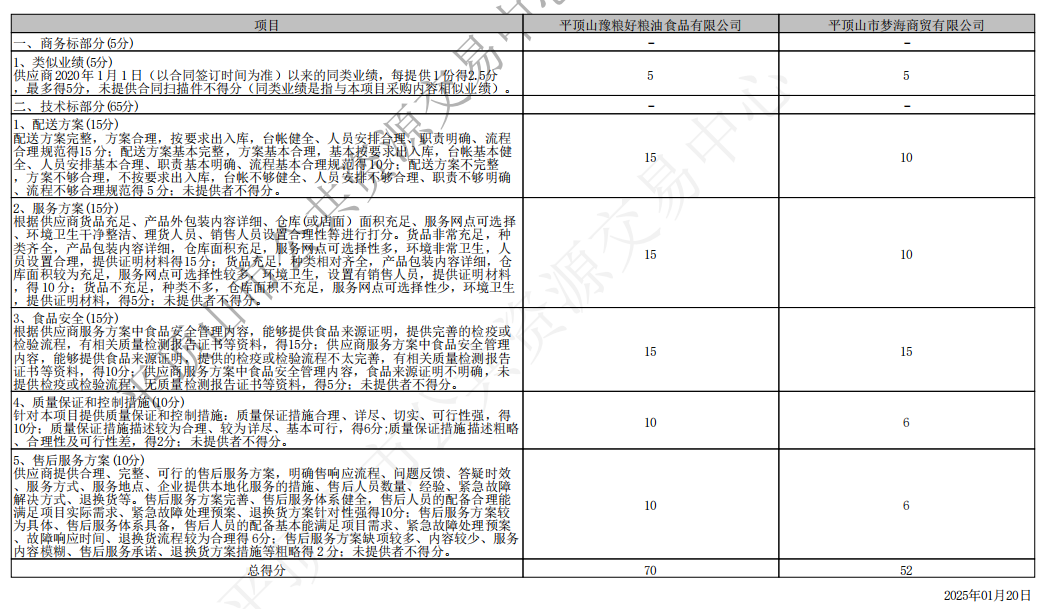 项目 平顶山豫粮好粮油食品有限公司 平顶山市梦海商贸有限公司
一、商务标部分(5分) - -
1、类似业绩(5分)
供应商2020年1月1日（以合同签订时间为准）以来的同类业绩，每提供1份得2.5分
，最多得5分，未提供合同扫描件不得分（同类业绩是指与本项目采购内容相似业绩）。
5 5
二、技术标部分(65分) - -
1、配送方案(15分)
配送方案完整，方案合理，按要求出入库，台帐健全、人员安排合理、职责明确、流程
合理规范得15分；配送方案基本完整，方案基本合理，基本按要求出入库，台帐基本健
全、人员安排基本合理、职责基本明确、流程基本合理规范得10分；配送方案不完整
，方案不够合理，不按要求出入库，台帐不够健全、人员安排不够合理、职责不够明确
、流程不够合理规范得5分；未提供者不得分。
15 10
2、服务方案(15分)
根据供应商货品充足、产品外包装内容详细、仓库(或店面）面积充足、服务网点可选择
、环境卫生干净整洁、理货人员、销售人员设置合理性等进行打分。货品非常充足，种
类齐全，产品包装内容详细，仓库面积充足，服务网点可选择性多，环境非常卫生，人
员设置合理，提供证明材料得15分；货品充足，种类相对齐全，产品包装内容详细，仓
库面积较为充足，服务网点可选择性较多，环境卫生，设置有销售人员，提供证明材料
，得10分；货品不充足，种类不多，仓库面积不充足，服务网点可选择性少，环境卫生
，提供证明材料，得5分；未提供者不得分。
15 10
3、食品安全(15分)
根据供应商服务方案中食品安全管理内容，能够提供食品来源证明，提供完善的检疫或
检验流程，有相关质量检测报告证书等资料，得15分；供应商服务方案中食品安全管理
内容，能够提供食品来源证明，提供的检疫或检验流程不太完善，有相关质量检测报告
证书等资料，得10分；供应商服务方案中食品安全管理内容，食品来源证明不明确，未
提供检疫或检验流程，无质量检测报告证书等资料，得5分；未提供者不得分。
15 15
4、质量保证和控制措施(10分)
针对本项目提供质量保证和控制措施：质量保证措施合理、详尽、切实、可行性强，得
10分；质量保证措施描述较为合理、较为详尽、基本可行，得6分;质量保证措施描述粗略
、合理性及可行性差，得2分；未提供者不得分。
10 6
5、售后服务方案(10分)
供应商提供合理、完整、可行的售后服务方案，明确售响应流程、问题反馈、答疑时效
、服务方式、服务地点、企业提供本地化服务的措施、售后人员数量、经验、紧急故障
解决方式、退换货等。售后服务方案完善、售后服务体系健全，售后人员的配备合理能
满足项目实际需求、紧急故障处理预案、退换货方案针对性强得10分；售后服务方案较
为具体、售后服务体系具备，售后人员的配备基本能满足项目需求、紧急故障处理预案
、故障响应时间、退换货流程较为合理得6分；售后服务方案缺项较多、内容较少、服务
内容模糊、售后服务承诺、退换货方案措施等粗略得2分；未提供者不得分。
10 6
总得分 70 52
2025年01月20日
平顶山市公共资源交易中心
平顶山市公共资源交易中心